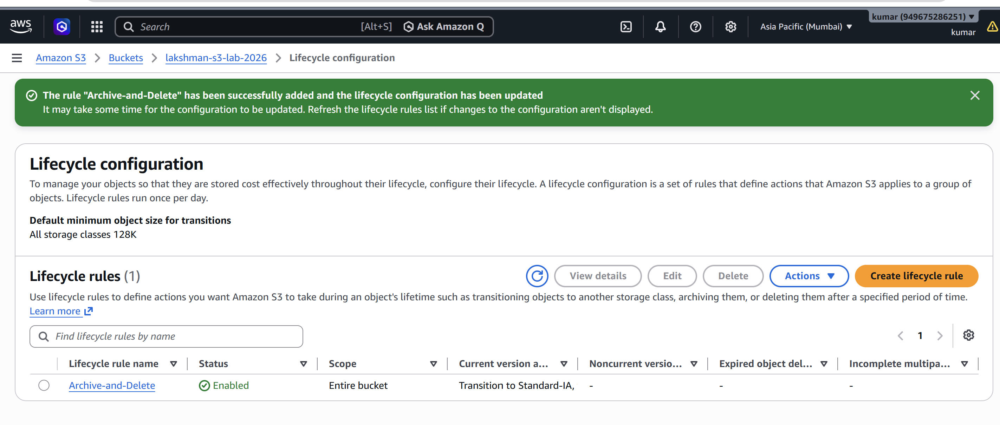 aws
Search [Alt+S] Ask Amazon Q
Asia Pacific (Mumbai)
kumar (949675286251)
kumar
Amazon S3 > Buckets > lakshman-s3-lab-2026 > Lifecycle configuration
The rule "Archive-and-Delete" has been successfully added and the lifecycle configuration has been updated
It may take some time for the configuration to be updated. Refresh the lifecycle rules list if changes to the configuration aren't displayed.
Lifecycle configuration
To manage your objects so that they are stored cost effectively throughout their lifecycle, configure their lifecycle. A lifecycle configuration is a set of rules that define actions that Amazon S3 applies to a group of
objects. Lifecycle rules run once per day.
Default minimum object size for transitions
All storage classes 128K
Lifecycle rules (1)
View details Edit Delete Actions Create lifecycle rule
Use lifecycle rules to define actions you want Amazon S3 to take during an object's lifetime such as transitioning objects to another storage class, archiving them, or deleting them after a specified period of time.
Learn more
Find lifecycle rules by name
1
Lifecycle rule name Status Scope Current version a... Noncurrent versio... Expired object del... Incomplete multipa...
Archive-and-Delete Enabled Entire bucket Transition to Standard-IA, - - -